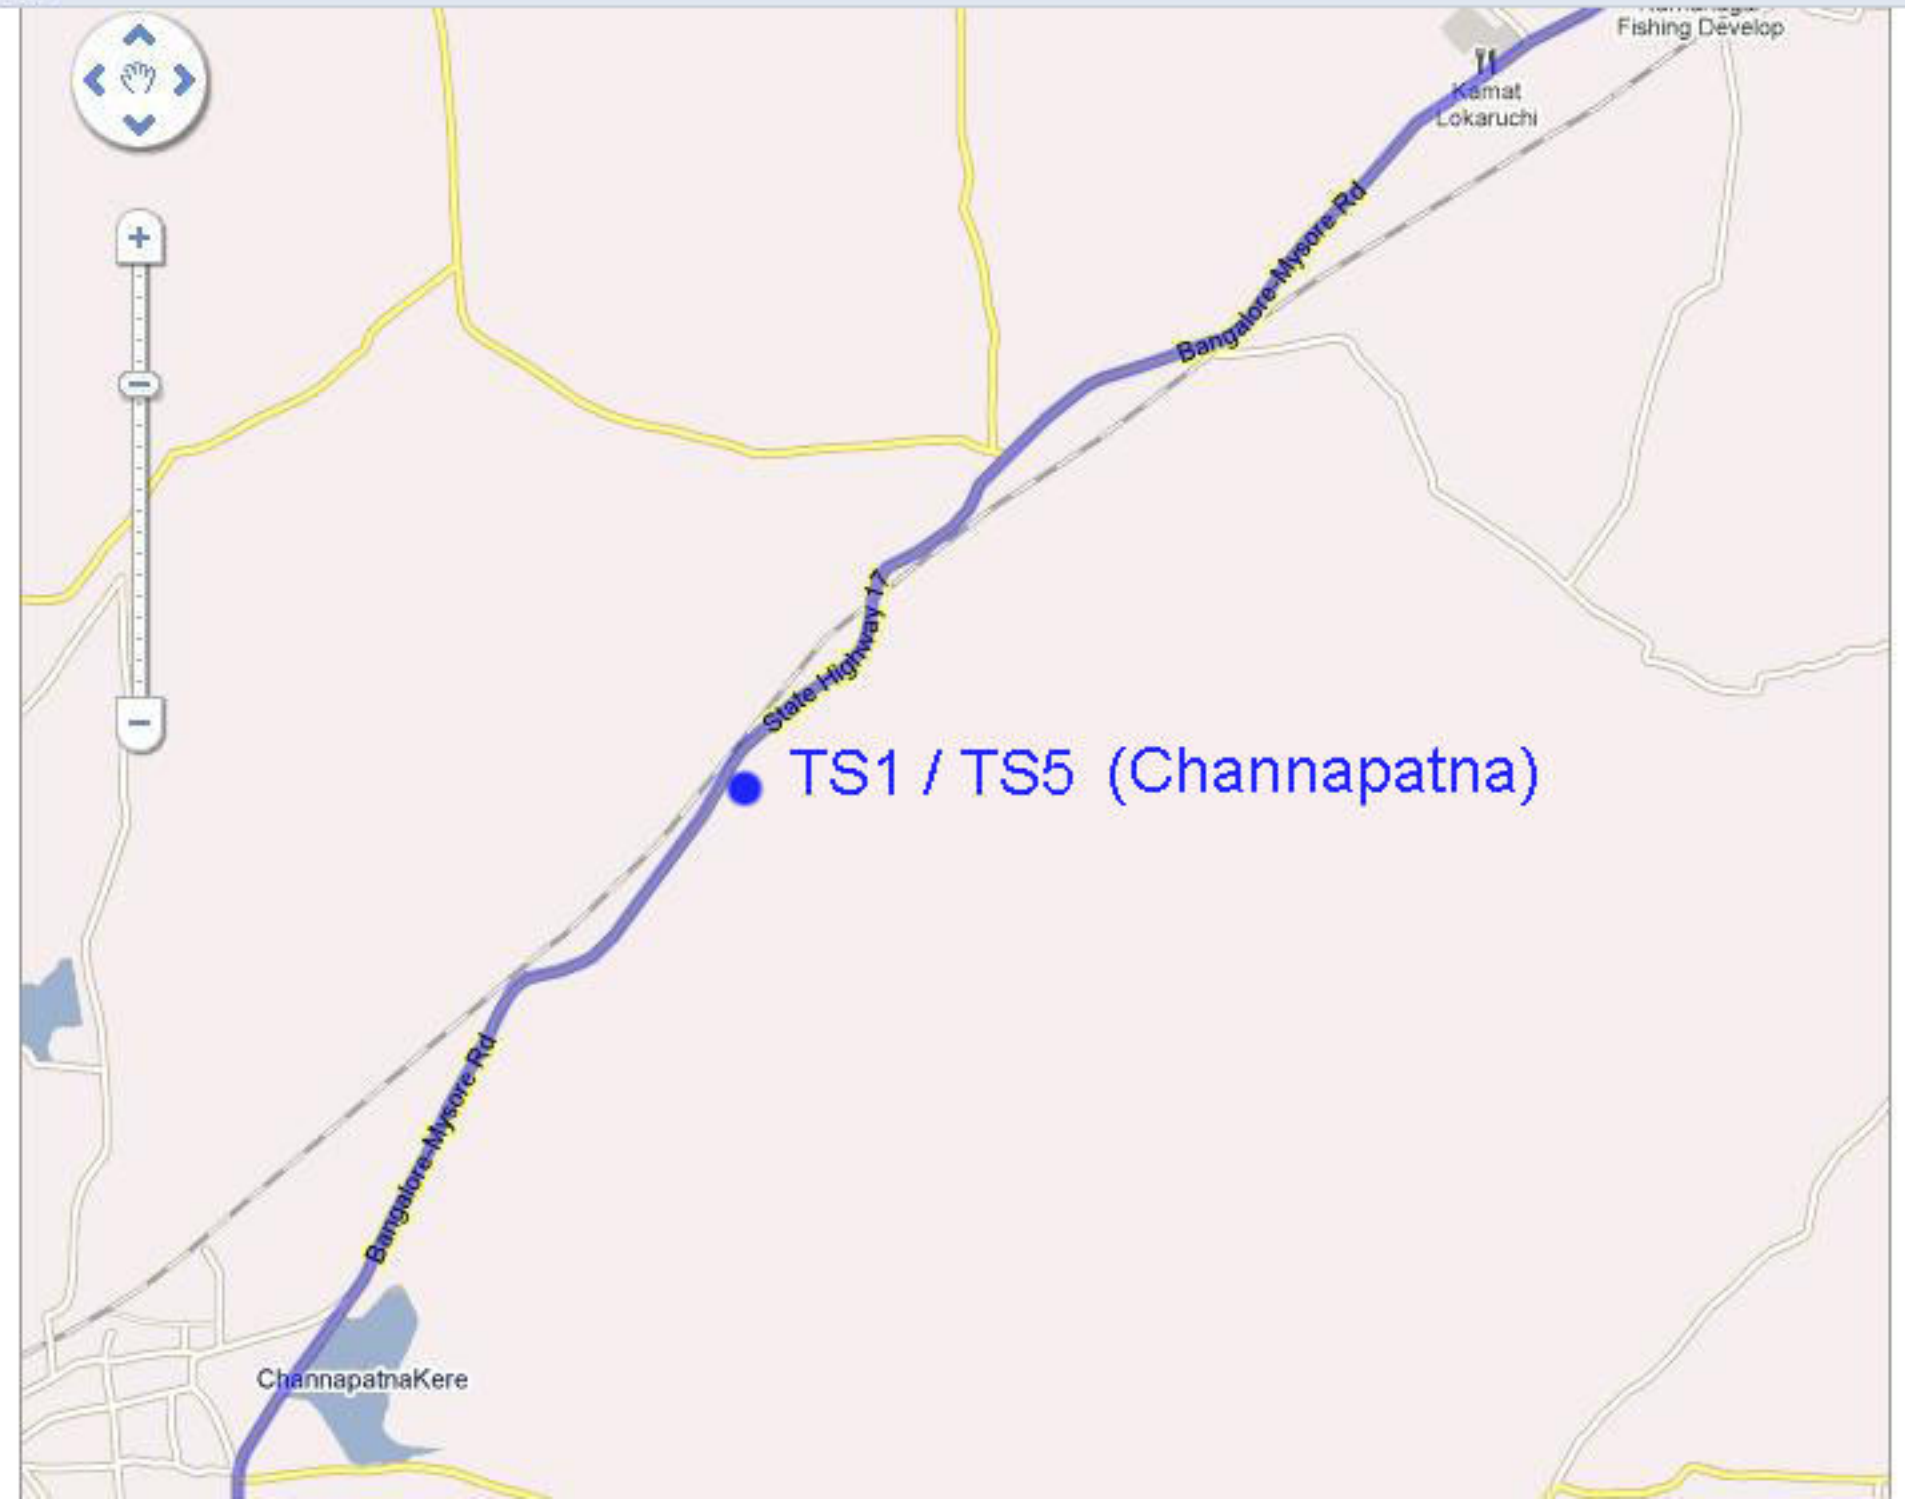 Fishing Develop
Kamat
Lokaruchi
Bangalore-Mysore Rd
State Highway 17
TS1 / TS5 (Channapatna)
Bangalore-Mysore Rd
ChannapatnaKere